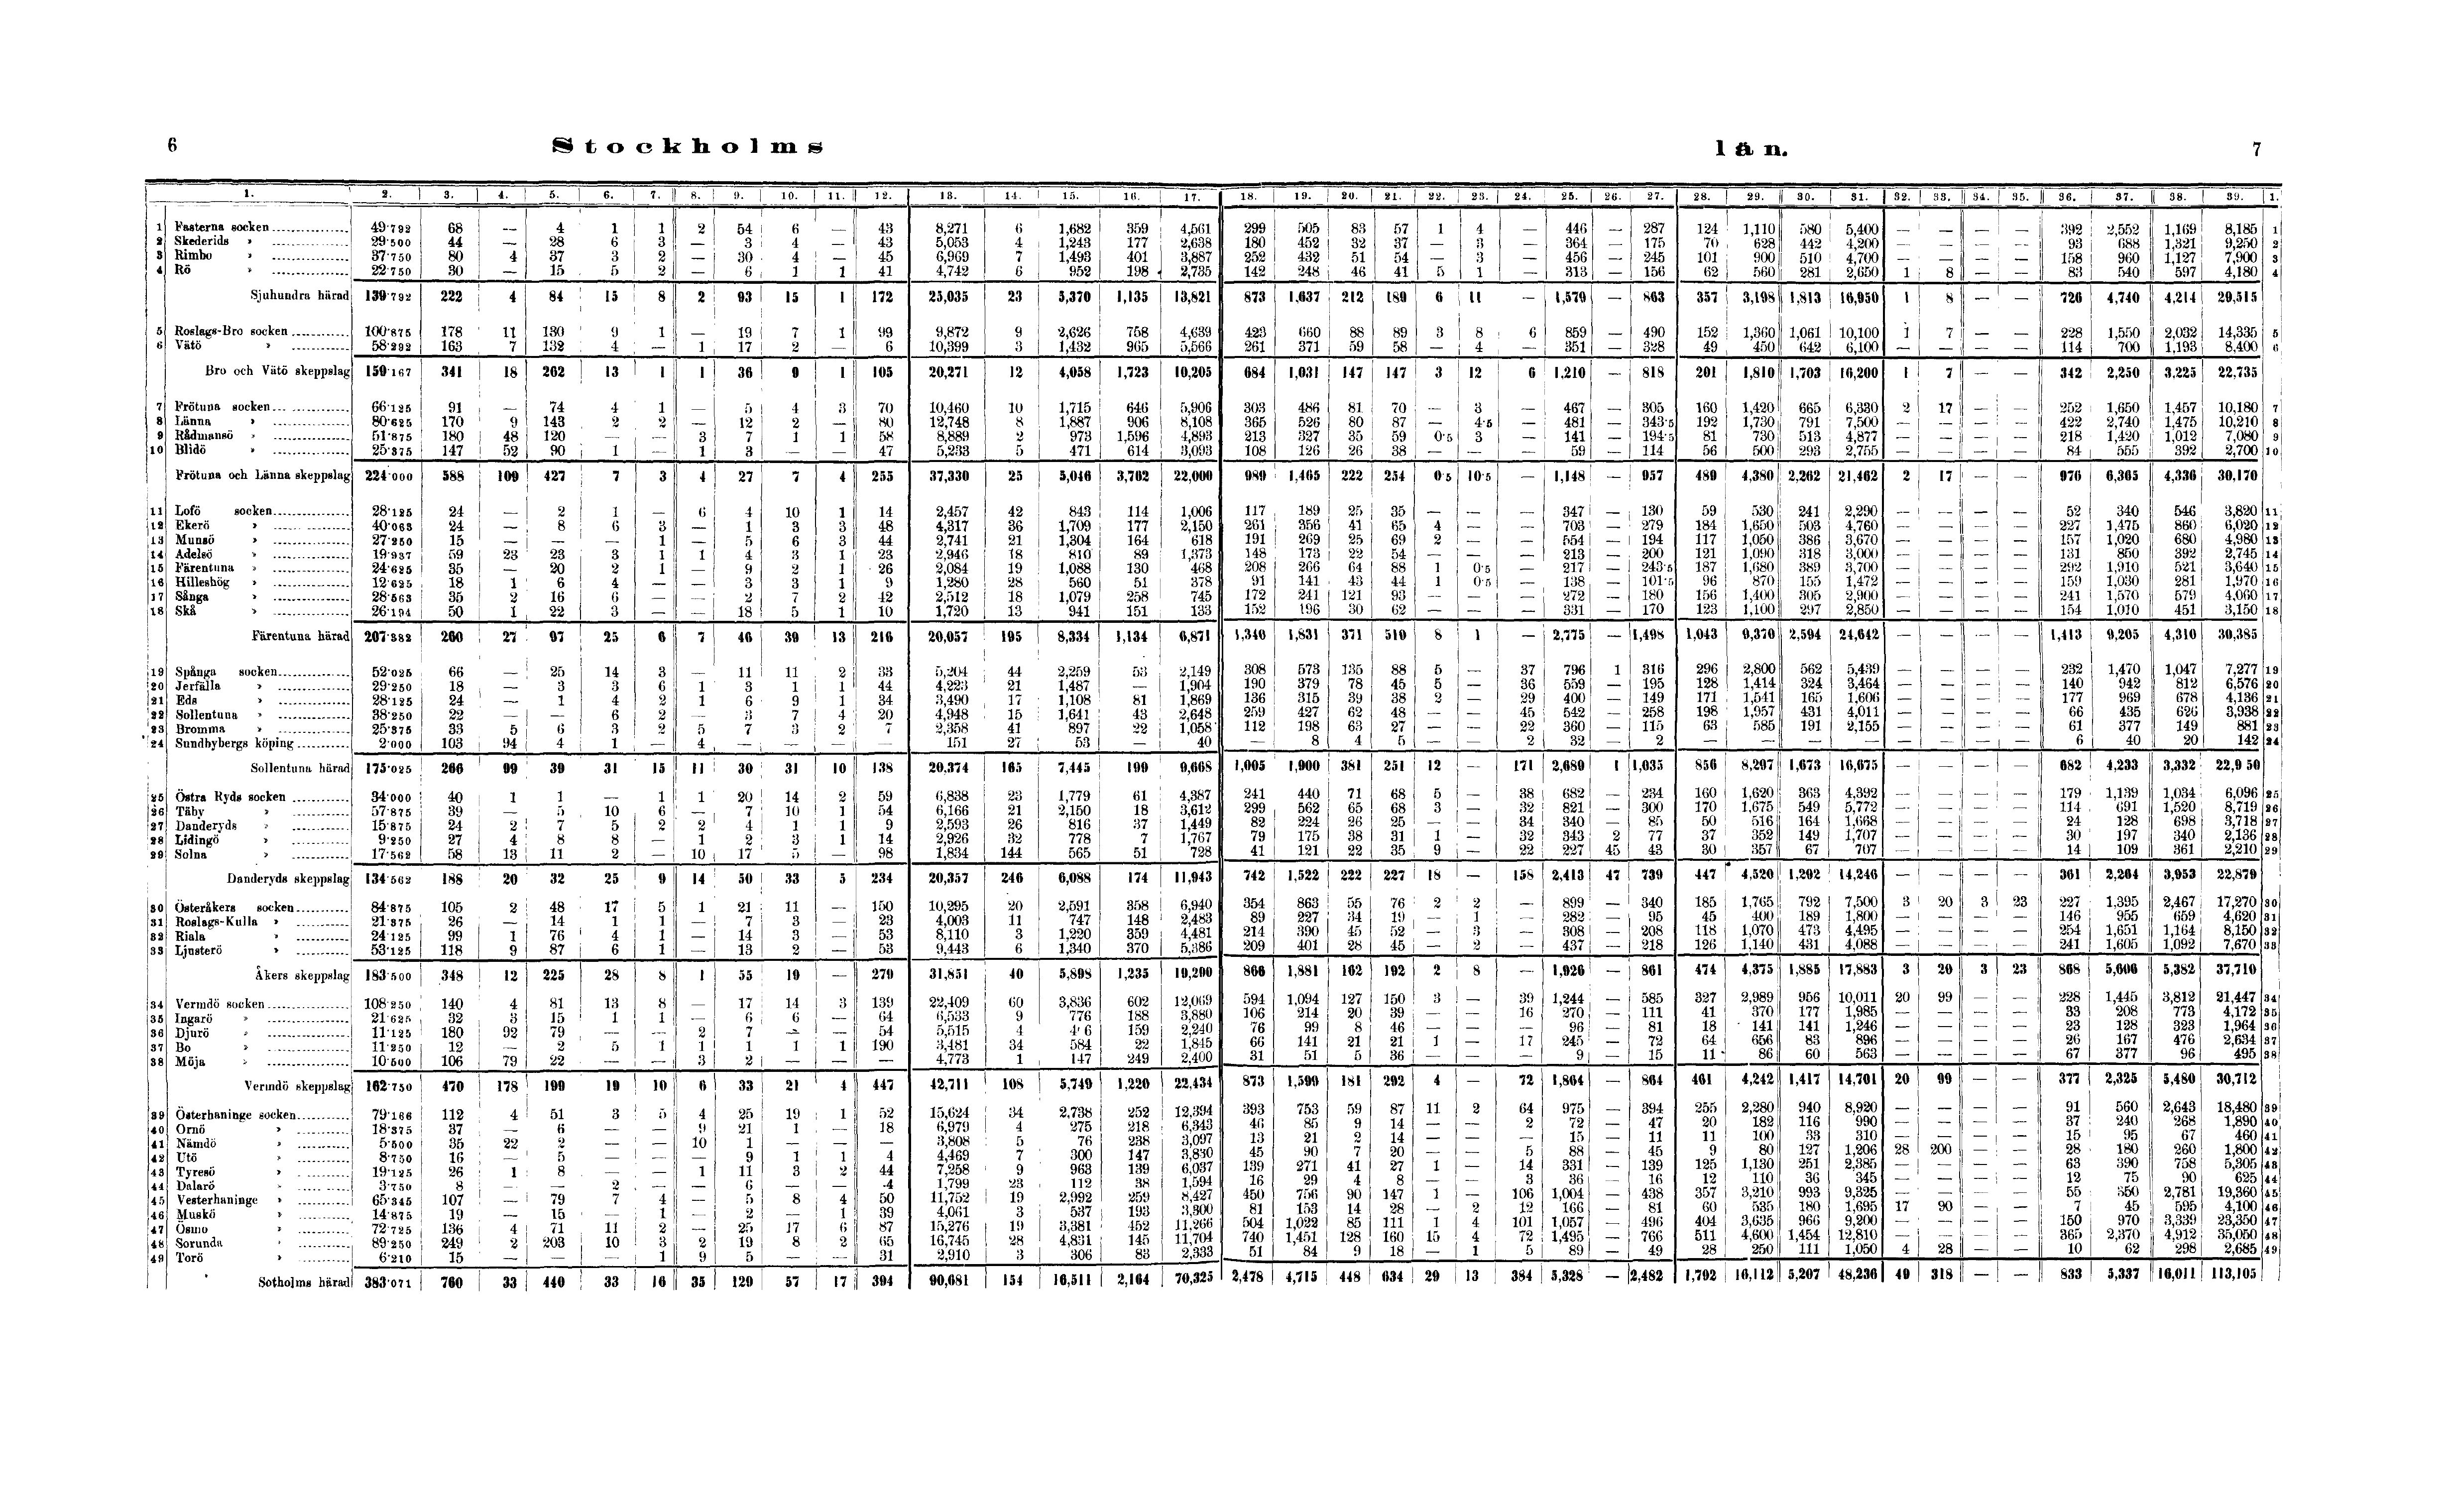 6 Stockholms län. 7
1. 2. 3. 4. 5. 6. 7. 8. 9. 10. 11. 12. 13. 14. 15. 16. 17. 18. 19. 20. 21. 22. 23. 24. 25. 26. 27. 28. 29. 30. 31. 32. 33. 34. 35. 36. 37. 38. 39. 1.
1 Fasterna socken 49·792 68 — 4 1 1 2 54 6 — 43 8,271 6 1,682 359 4,561 299 505 83 57 1 4 — 446 — 287 124 1,110 580 5,400 — — — — 392 2,552 1,169 8,185 1
2 Skederids » 29·500 44 — 28 6 3 — 3 4 — 43 5,053 4 1,243 177 2,638 180 452 32 37 — 3 — 364 — 175 70 628 442 4,200 — — — — 93 688 1,321 9,250 2
3 Rimbo » 37·750 80 4 37 3 2 — 30 4 — 45 6,969 7 1,493 401 3,887 252 432 51 54 — 3 — 456 — 245 101 900 510 4,700 — — — — 158 960 1,127 7,900 3
4 Rö » 22·750 30 — 15 5 2 — 6 1 1 41 4,742 6 952 198 2,735 142 248 46 41 5 1 — 313 — 156 62 560 281 2,650 1 8 — — 83 540 597 4,180 4
Sjuhundra härad 139·792 222 4 84 15 8 2 93 15 1 172 25,035 23 5,370 1,135 13,821 873 1,637 212 189 6 11 — 1,579 — 863 357 3,198 1,813 16,950 1 8 — — 726 4,740 4,214 29,515
5 Roslags-Bro socken 100·875 178 11 130 9 1 — 19 7 1 99 9,872 9 2,626 758 4,639 423 660 88 89 3 8 6 859 — 490 152 1,360 1,061 10,100 1 7 — — 228 1,550 2,032 14,335 5
6 Vätö » 58·292 163 7 132 4 — 1 17 2 — 6 10,399 3 1,432 965 5,566 261 371 59 58 — 4 — 351 — 328 49 450 642 6,100 — — — — 114 700 1,193 8,400 6
Bro och Vätö skeppslag 159·167 341 18 262 13 1 1 36 9 1 105 20,271 12 4,058 1,723 10,205 684 1,031 147 147 3 12 6 1,210 — 818 201 1,810 1,703 16,200 1 7 — — 342 2,250 3,225 22,735
7 Frötuna socken 66·125 91 — 74 4 1 — 5 4 3 70 10,460 10 1,715 646 5,906 303 486 81 70 — 3 — 467 — 305 160 1,420 665 6,330 2 17 — — 252 1,650 1,457 10,180 7
8 Länna » 80·625 170 9 143 2 2 — 12 2 — 80 12,748 8 1,887 906 8,108 365 526 80 87 — 4·5 — 481 — 343·5 192 1,730 791 7,500 — — — — 422 2,740 1,475 10,210 8
9 Rådmansö » 51·875 180 48 120 — — 3 7 1 1 58 8,889 2 973 1,596 4,893 213 327 35 59 0·5 3 — 141 — 194·5 81 730 513 4,877 — — — — 218 1,420 1,012 7,080 9
10 Blidö » 25·375 147 52 90 1 — 1 3 — — 47 5,233 5 471 614 3,093 108 126 26 38 — — — 59 — 114 56 500 293 2,755 — — — — 84 555 392 2,700 10
Frötuna och Länna skeppslag 224·000 588 109 427 7 3 4 27 7 4 255 37,330 25 5,046 3,762 22,000 989 1,465 222 254 0·5 10·5 — 1,148 — 957 489 4,380 2,262 21,462 2 17 — — 976 6,365 4,336 30,170
11 Lofö socken 28·125 24 — 2 1 — 6 4 10 1 14 2,457 42 843 114 1,006 117 189 25 35 — — — 347 — 130 59 530 241 2,290 — — — — 52 340 546 3,820 11
12 Ekerö » 40·063 24 — 8 6 3 — 1 3 3 48 4,317 36 1,709 177 2,150 261 356 41 65 4 — — 703 — 279 184 1,650 503 4,760 — — — — 227 1,475 860 6,020 12
13 Munsö » 27·250 15 — — — 1 — 5 6 3 44 2,741 21 1,304 164 618 191 269 25 69 2 — — 554 — 194 117 1,050 386 3,670 — — — — 157 1,020 680 4,980 13
14 Adelsö » 19·937 59 23 23 3 1 1 4 3 1 23 2,946 18 810 89 1,373 148 173 22 54 — — — 213 — 200 121 1,090 318 3,000 — — — — 131 850 392 2,745 14
15 Färentuna » 24·625 35 — 20 2 1 — 9 2 1 26 2,084 19 1,088 130 468 208 266 64 88 1 0·5 — 217 — 243·5 187 1,680 389 3,700 — — — — 292 1,910 521 3,640 15
16 Hilleshög » 12·625 18 1 6 4 — — 3 3 1 9 1,280 28 560 51 378 91 141 43 44 1 0·5 — 138 — 101·5 96 870 155 1,472 — — — — 159 1,030 281 1,970 16
17 Sånga » 28·563 35 2 16 6 — — 2 7 2 42 2,512 18 1,079 258 745 172 241 121 93 — — — 272 — 180 156 1,400 305 2,900 — — — — 241 1,570 579 4,060 17
18 Skå » 26·194 50 1 22 3 — — 18 5 1 10 1,720 13 941 151 133 152 196 30 62 — — — 331 — 170 123 1,100 297 2,850 — — — — 154 1,010 451 3,150 18
Färentuna härad 207·382 260 27 97 25 6 7 46 39 13 216 20,057 195 8,334 1,134 6,871 1,340 1,831 371 510 8 1 — 2,775 — 1,498 1,043 9,370 2,594 24,642 — — — — 1,413 9,205 4,310 30,385
19 Spånga socken 52·025 66 — 25 14 3 — 11 11 2 33 5,204 44 2,259 53 2,149 308 573 135 88 5 — 37 796 1 316 296 2,800 562 5,439 — — — — 232 1,470 1,047 7,277 19
20 Jerfälla » 29·250 18 — 3 3 6 1 3 1 1 44 4,223 21 1,487 — 1,904 190 379 78 45 5 — 36 559 — 195 128 1,414 324 3,464 — — — — 140 942 812 6,576 20
21 Eds » 28·125 24 — 1 4 2 1 6 9 1 34 3,490 17 1,108 81 1,869 136 315 39 38 2 — 29 400 — 149 171 1,541 165 1,606 — — — — 177 969 678 4,136 21
22 Sollentuna » 38·250 22 — — 6 2 — 3 7 4 20 4,948 15 1,641 43 2,648 259 427 62 48 — — 45 542 — 258 198 1,957 431 4,011 — — — — 66 435 626 3,938 22
23 Bromma » 25·375 33 5 6 3 2 5 7 3 2 7 2,358 41 897 22 1,058 112 198 63 27 — — 22 360 — 115 63 585 191 2,155 — — — — 61 377 149 881 23
24 Sundbybergs köping 2·000 103 94 4 1 — 4 — — — — 151 27 53 — 40 — 8 4 5 — — 2 32 — 2 — — — — — — — — 6 40 20 142 24
Sollentuna härad 175·025 266 99 39 31 15 11 30 31 10 138 20,374 165 7,445 199 9,668 1,005 1,900 381 251 12 — 171 2,689 1 1,035 856 8,297 1,673 16,675 — — — — 682 4,233 3,332 22,950
25 Östra Ryds socken 34·000 40 1 1 — 1 1 20 14 2 59 6,838 23 1,779 61 4,387 241 440 71 68 5 — 38 682 — 234 160 1,620 363 4,392 — — — — 179 1,139 1,034 6,096 25
26 Täby » 57·875 39 — 5 10 6 — 7 10 1 54 6,166 21 2,150 18 3,612 299 562 65 68 3 — 32 821 — 300 170 1,675 549 5,772 — — — — 114 691 1,520 8,719 26
27 Danderyds » 15·875 24 2 7 5 2 2 4 1 1 9 2,593 26 816 37 1,449 82 224 26 25 — — 34 340 — 85 50 516 164 1,668 — — — — 24 128 698 3,718 27
28 Lidingö » 9·250 27 4 8 8 — 1 2 3 1 14 2,926 32 778 7 1,767 79 175 38 31 1 — 32 343 2 77 37 352 149 1,707 — — — — 30 197 340 2,136 28
29 Solna » 17·562 58 13 11 2 — 10 17 5 — 98 1,834 144 565 51 728 41 121 22 35 9 — 22 227 45 43 30 357 67 707 — — — — 14 109 361 2,210 29
Danderyds skeppslag 134·562 188 20 32 25 9 14 50 33 5 234 20,357 246 6,088 174 11,943 742 1,522 222 227 18 — 158 2,413 47 739 447 4,520 1,292 14,246 — — — — 361 2,264 3,953 22,879
30 Österåkers socken 84·875 105 2 48 17 5 1 21 11 — 150 10,295 20 2,591 358 6,940 354 863 55 76 2 2 — 899 — 340 185 1,765 792 7,500 3 20 3 23 227 1,395 2,467 17,270 30
31 Roslags-Kulla » 21·375 26 — 14 1 1 — 7 3 — 23 4,003 11 747 148 2,483 89 227 34 19 — 1 — 282 — 95 45 400 189 1,800 — — — — 146 955 659 4,620 31
32 Riala » 24·125 99 1 76 4 1 — 14 3 — 53 8,110 3 1,220 359 4,481 214 390 45 52 — 3 — 308 — 208 118 1,070 473 4,495 — — — — 254 1,651 1,164 8,150 32
33 Ljusterö » 53·125 118 9 87 6 1 — 13 2 — 53 9,443 6 1,340 370 5,386 209 401 28 45 — 2 — 437 — 218 126 1,140 431 4,088 — — — — 241 1,605 1,092 7,670 33
Åkers skeppslag 183·500 348 12 225 28 8 1 55 19 — 279 31,851 40 5,898 1,235 19,290 866 1,881 162 192 2 8 — 1,926 — 861 474 4,375 1,885 17,883 3 20 3 23 868 5,606 5,382 37,710
34 Vermdö socken 108·250 140 4 81 13 8 — 17 14 3 139 22,409 60 3,836 602 12,069 594 1,094 127 150 3 — 39 1,244 — 585 327 2,989 956 10,011 20 99 — — 228 1,445 3,812 21,447 34
35 Ingarö » 21·625 32 3 15 1 1 — 6 6 — 64 6,533 9 776 188 3,880 106 214 20 39 — — 16 270 — 111 41 370 177 1,985 — — — — 33 208 773 4,172 35
36 Djurö » 11·125 180 92 79 — — 2 7 — — 54 5,515 4 4 6 159 2,240 76 99 8 46 — — — 96 — 81 18 141 141 1,246 — — — — 23 128 323 1,964 36
37 Bo » 11·250 12 — 2 5 1 1 1 1 1 190 3,481 34 584 22 1,845 66 141 21 21 1 — 17 245 — 72 64 656 83 896 — — — — 26 167 476 2,634 37
38 Möja » 10·500 106 79 22 — — 3 2 — — — 4,773 1 147 249 2,400 31 51 5 36 — — — 9 — 15 11 86 60 563 — — — — 67 377 96 495 38
Vermdö skeppslag 162·750 470 178 199 19 10 6 33 21 4 447 42,711 108 5,749 1,220 22,434 873 1,599 181 292 4 — 72 1,864 — 864 461 4,242 1,417 14,701 20 99 — — 377 2,325 5,480 30,712
39 Österhaninge socken 79·166 112 4 51 3 5 4 25 19 1 52 15,624 34 2,738 252 12,394 393 753 59 87 11 2 64 975 — 394 255 2,280 940 8,920 — — — — 91 560 2,643 18,480 39
40 Ornö » 18·375 37 — 6 — — 9 21 1 — 18 6,979 4 275 218 6,343 46 85 9 14 — — 2 72 — 47 20 182 116 990 — — — — 37 240 268 1,890 40
41 Nämdö » 5·500 35 22 2 — — 10 1 — — — 3,808 5 76 238 3,097 13 21 2 14 — — — 15 — 11 11 100 33 310 — — — — 15 95 67 460 41
42 Utö » 8·750 16 — 5 — — — 9 1 1 4 4,469 7 300 147 3,830 45 90 7 20 — — 5 88 — 45 9 80 127 1,206 28 200 — — 28 180 260 1,800 42
43 Tyresö » 19·125 26 1 8 — — 1 11 3 2 44 7,258 9 963 139 6,037 139 271 41 27 1 — 14 331 — 139 125 1,130 251 2,385 — — — — 63 390 758 5,305 43
44 Dalarö » 3·750 8 — — 2 — — 6 — — 4 1,799 23 112 38 1,594 16 29 4 8 — — 3 36 — 16 12 110 36 345 — — — — 12 75 90 625 44
45 Vesterhaninge » 65·345 107 — 79 7 4 — 5 8 4 50 11,752 19 2,992 259 8,427 450 756 90 147 1 — 106 1,004 — 438 357 3,210 993 9,325 — — — — 55 350 2,781 19,360 45
46 Muskö » 14·875 19 — 15 — 1 — 2 — 1 39 4,061 3 537 193 3,300 81 153 14 28 — 2 12 166 — 81 60 535 180 1,695 17 90 — — 7 45 595 4,100 46
47 Ösmo » 72·725 136 4 71 11 2 — 25 17 6 87 15,276 19 3,381 452 11,266 504 1,022 85 111 1 4 101 1,057 — 496 404 3,635 966 9,200 — — — — 150 970 3,339 23,350 47
48 Sorunda » 89·250 249 2 203 10 3 2 19 8 2 65 16,745 28 4,831 145 11,704 740 1,451 128 160 15 4 72 1,495 — 766 511 4,600 1,454 12,810 — — — — 365 2,370 4,912 35,050 48
49 Torö » 6·210 15 — — — 1 9 5 — — 31 2,910 3 306 83 2,333 51 84 9 18 — 1 5 89 — 49 28 250 111 1,050 4 28 — — 10 62 298 2,685 49
Sotholms härad 383·071 760 33 440 33 16 35 129 57 17 394 90,681 154 16,511 2,164 70,325 2,478 4,715 448 634 29 13 384 5,328 — 2,482 1,792 16,112 5,207 48,236 49 318 — — 833 5,337 16,011 113,105